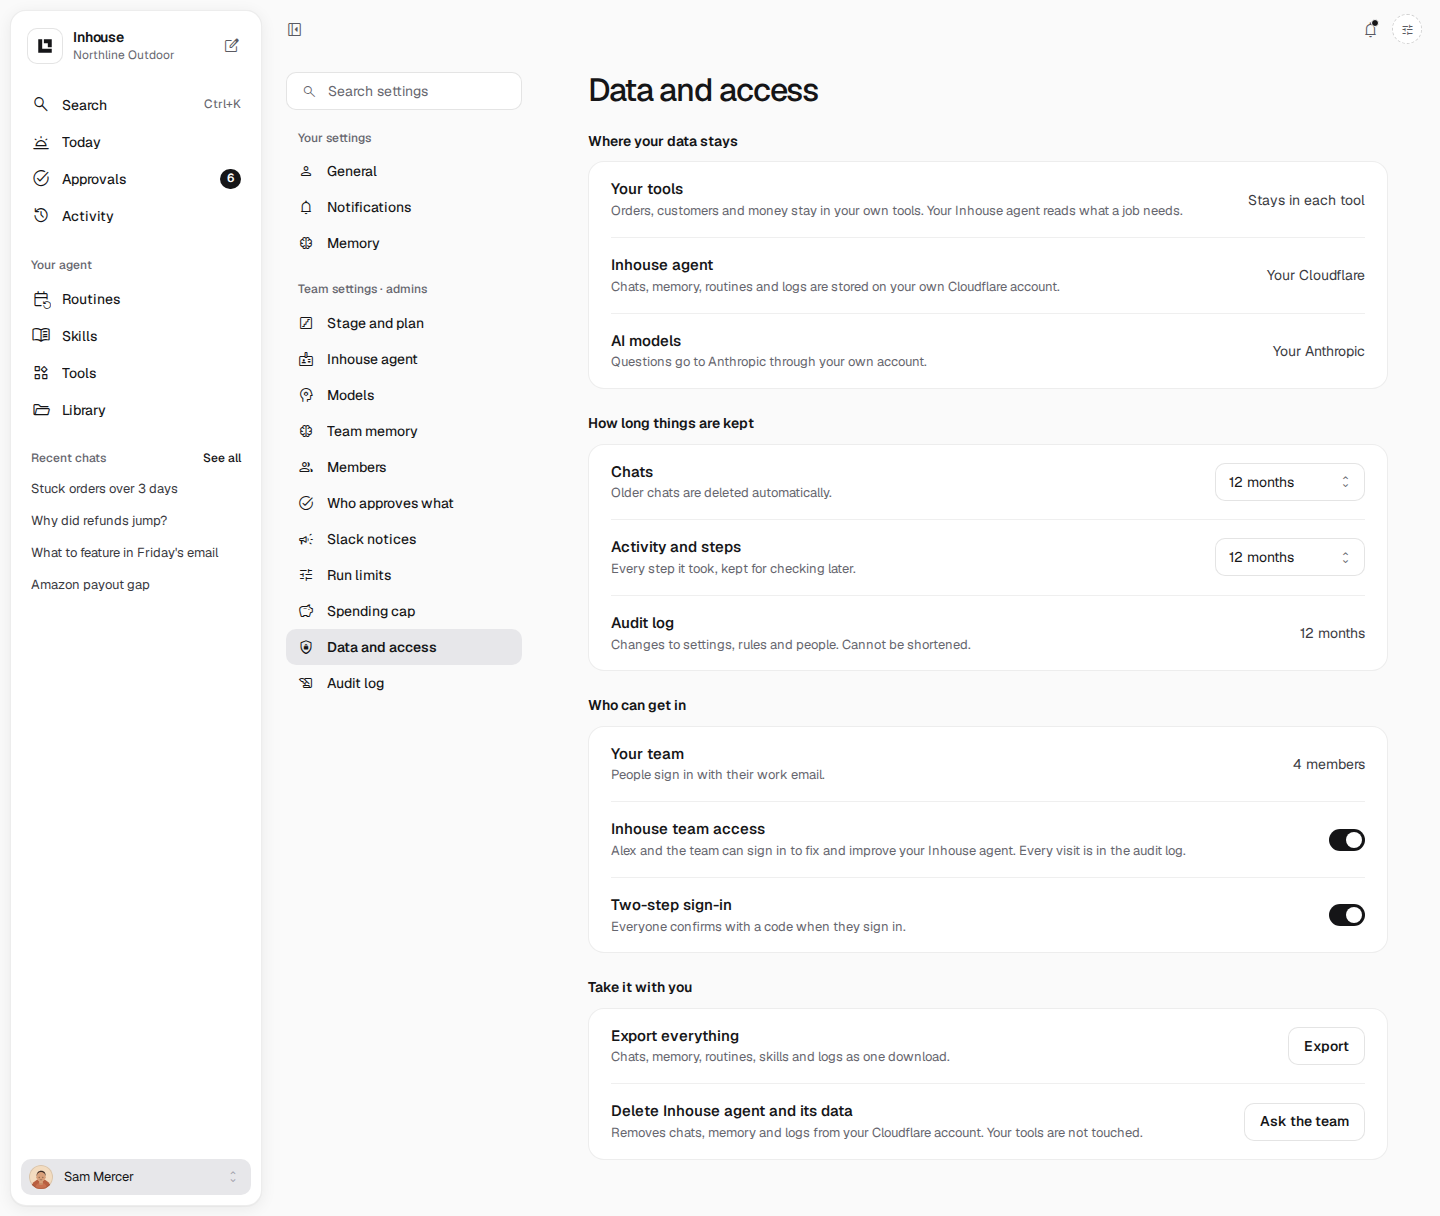 Inhouse
Northline Outdoor
Search
Ctrl+K
Today
Approvals
6
Activity
Your agent
Routines
Skills
Tools
Library
Recent chats
See all
Stuck orders over 3 days
Why did refunds jump?
What to feature in Friday's email
Amazon payout gap
Sam Mercer
Search settings
Your settings
General
Notifications
Memory
Team settings · admins
Stage and plan
Inhouse agent
Models
Team memory
Members
Who approves what
Slack notices
Run limits
Spending cap
Data and access
Audit log
Data and access
Where your data stays
Your tools
Orders, customers and money stay in your own tools. Your Inhouse agent reads what a job needs.
Stays in each tool
Inhouse agent
Chats, memory, routines and logs are stored on your own Cloudflare account.
Your Cloudflare
AI models
Questions go to Anthropic through your own account.
Your Anthropic
How long things are kept
Chats
Older chats are deleted automatically.
12 months
Activity and steps
Every step it took, kept for checking later.
12 months
Audit log
Changes to settings, rules and people. Cannot be shortened.
12 months
Who can get in
Your team
People sign in with their work email.
4 members
Inhouse team access
Alex and the team can sign in to fix and improve your Inhouse agent. Every visit is in the audit log.
Two-step sign-in
Everyone confirms with a code when they sign in.
Take it with you
Export everything
Chats, memory, routines, skills and logs as one download.
Export
Delete Inhouse agent and its data
Removes chats, memory and logs from your Cloudflare account. Your tools are not touched.
Ask the team